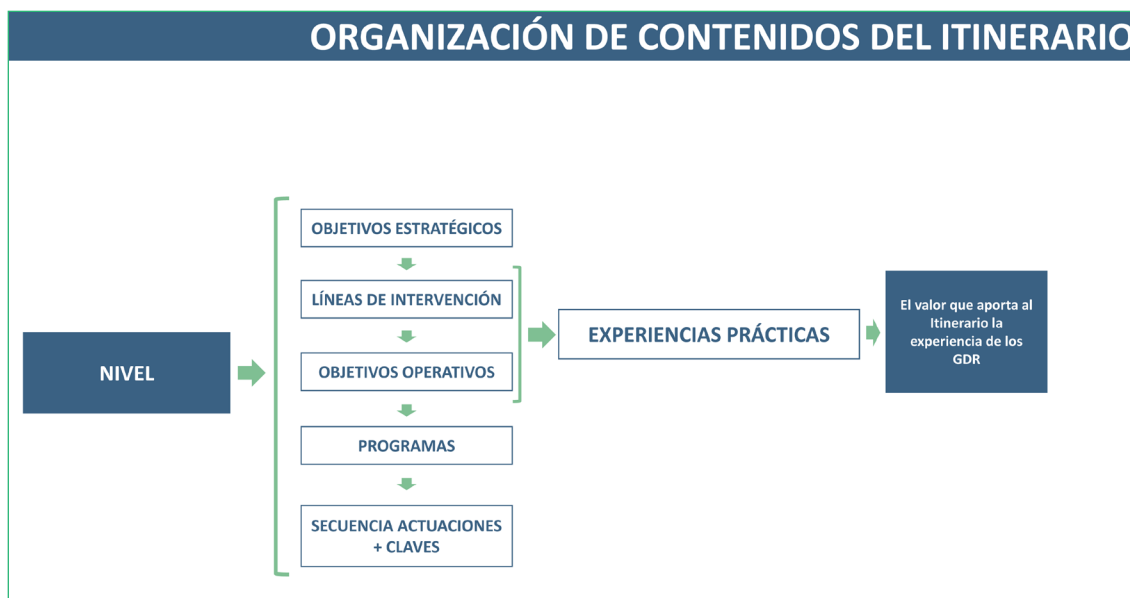 ORGANIZACIÓN DE CONTENIDOS DEL ITINERARIO
OBJETIVOS ESTRATÉGICOS
LÍNEAS DE INTERVENCIÓN
OBJETIVOS OPERATIVOS
PROGRAMAS
SECUENCIA ACTUACIONES
+ CLAVES
NIVEL
EXPERIENCIAS PRÁCTICAS
El valor que aporta al
Itinerario la
experiencia de los
GDR